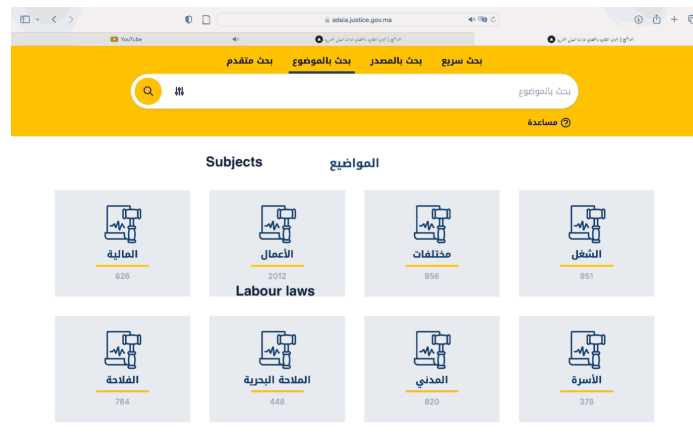 adala.justice.gov.ma
YouTube
بحث سريع
بحث بالمصدر
بحث بالموضوع
بحث متقدم
بحث بالموضوع
مساعدة
المواضيع
Subjects
الشغل
951
مختلفات
956
الأعمال
2012
المالية
826
Labour laws
الأسرة
378
المدني
820
الملاحة البحرية
448
الفلاحة
784